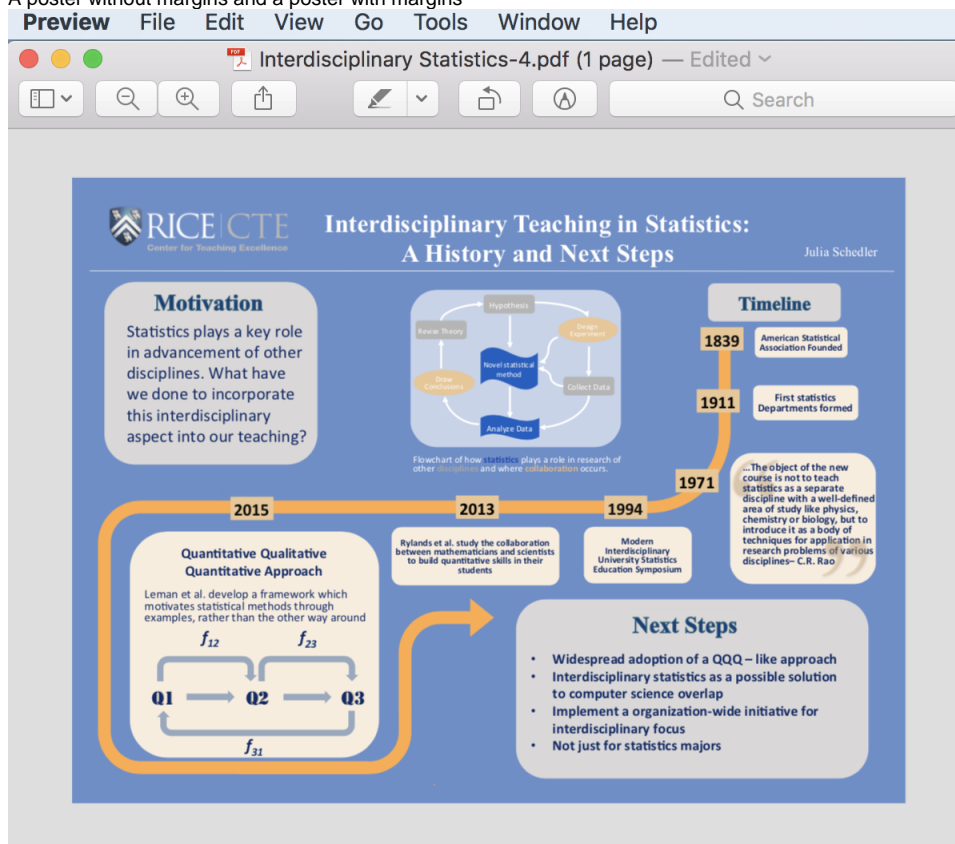 A poster without margins and a poster with margins
Preview File Edit View Go Tools Window Help
Interdisciplinary Statistics-4.pdf (1 page) — Edited
Search
RICE CTE
Center for Teaching Excellence
Interdisciplinary Teaching in Statistics:
A History and Next Steps
Julia Schedler
Motivation
Statistics plays a key role
in advancement of other
disciplines. What have
we done to incorporate
this interdisciplinary
aspect into our teaching?
Hypothesis
Revise Theory
Design
Experiment
Novel statistical
method
Draw
Conclusions
Collect Data
Analyze Data
Flowchart of how statistics plays a role in research of
other disciplines and where collaboration occurs.
Timeline
1839
American Statistical
Association Founded
1911
First statistics
Departments formed
1971
...The object of the new
course is not to teach
statistics as a separate
discipline with a well-defined
area of study like physics,
chemistry or biology, but to
introduce it as a body of
techniques for application in
research problems of various
disciplines– C.R. Rao
1994
Modern
Interdisciplinary
University Statistics
Education Symposium
2013
Rylands et al. study the collaboration
between mathematicians and scientists
to build quantitative skills in their
students
2015
Quantitative Qualitative
Quantitative Approach
Leman et al. develop a framework which
motivates statistical methods through
examples, rather than the other way around
f12 f23
Q1 Q2 Q3
f31
Next Steps
• Widespread adoption of a QQQ – like approach
• Interdisciplinary statistics as a possible solution
to computer science overlap
• Implement a organization-wide initiative for
interdisciplinary focus
• Not just for statistics majors